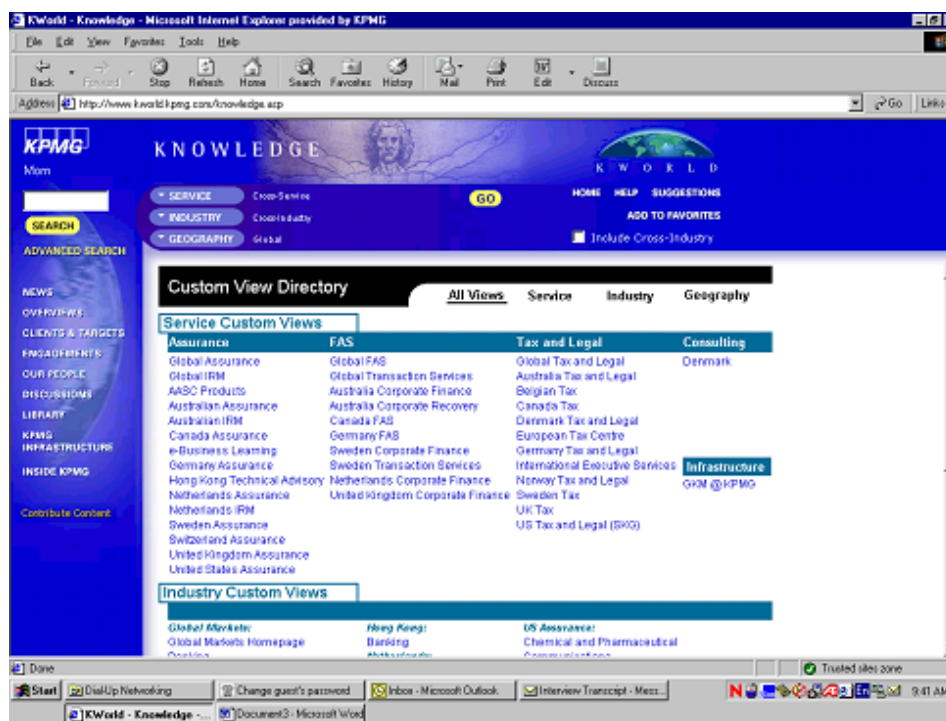 KWorld - Knowledge - Microsoft Internet Explorer provided by KPMG
File Edit View Favorites Tools Help
Back Forward Stop Refresh Home Search Favorites History Mail Print Edit Discuss
Address http://www.kworld.kpmg.com/knowledge.asp Go Links
KPMG
KNOWLEDGE
KWORLD
Mom
SERVICE Cross-Service GO HOME HELP SUGGESTIONS
INDUSTRY Cross-Industry ADD TO FAVORITES
GEOGRAPHY Global Include Cross-Industry
SEARCH
ADVANCED SEARCH
NEWS
OVERVIEWS
CLIENTS & TARGETS
ENGAGEMENTS
OUR PEOPLE
DISCUSSIONS
LIBRARY
KPMG
INFRASTRUCTURE
INSIDE KPMG
Contribute Content
Custom View Directory
All Views Service Industry Geography
Service Custom Views
Assurance
Global Assurance
Global IRM
AASC Products
Australian Assurance
Australian IRM
Canada Assurance
e-Business Learning
Germany Assurance
Hong Kong Technical Advisory
Netherlands Assurance
Netherlands IRM
Sweden Assurance
Switzerland Assurance
United Kingdom Assurance
United States Assurance
FAS
Global FAS
Global Transaction Services
Australia Corporate Finance
Australia Corporate Recovery
Canada FAS
Germany FAS
Sweden Corporate Finance
Sweden Transaction Services
Netherlands Corporate Finance
United Kingdom Corporate Finance
Tax and Legal
Global Tax and Legal
Australia Tax and Legal
Belgian Tax
Canada Tax
Denmark Tax and Legal
European Tax Centre
Germany Tax and Legal
International Executive Services
Norway Tax and Legal
Sweden Tax
UK Tax
US Tax and Legal (SKG)
Consulting
Denmark
Infrastructure
GKM @ KPMG
Industry Custom Views
Global Markets: Hong Kong: US Assurance:
Global Markets Homepage Banking Chemical and Pharmaceutical
Banking Netherlands: Communications
Done Trusted sites zone
Start Dial-Up Networking Change guest's password Inbox - Microsoft Outlook Interview Transcript - Mess... 9:41 AM
KWorld - Knowledge -... Document3 - Microsoft Word